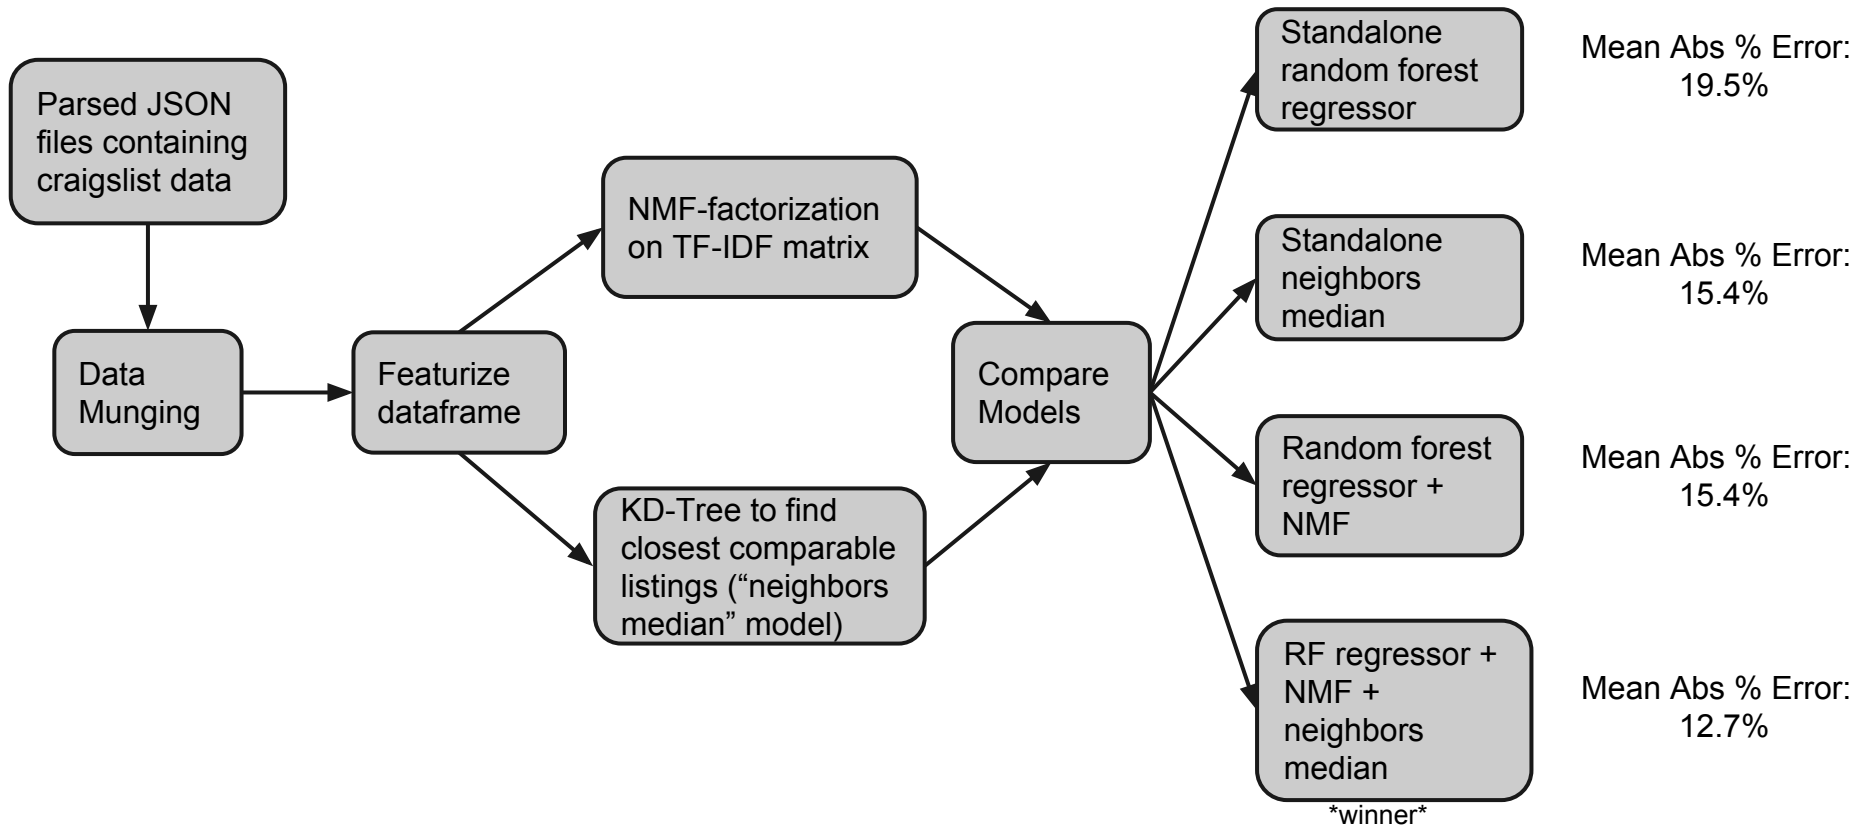 Parsed JSON
files containing
craigslist data
Data
Munging
Featurize
dataframe
NMF-factorization
on TF-IDF matrix
KD-Tree to find
closest comparable
listings (“neighbors
median” model)
Compare
Models
Standalone
random forest
regressor
Mean Abs % Error:
19.5%
Standalone
neighbors
median
Mean Abs % Error:
15.4%
Random forest
regressor +
NMF
Mean Abs % Error:
15.4%
RF regressor +
NMF +
neighbors
median
Mean Abs % Error:
12.7%
*winner*